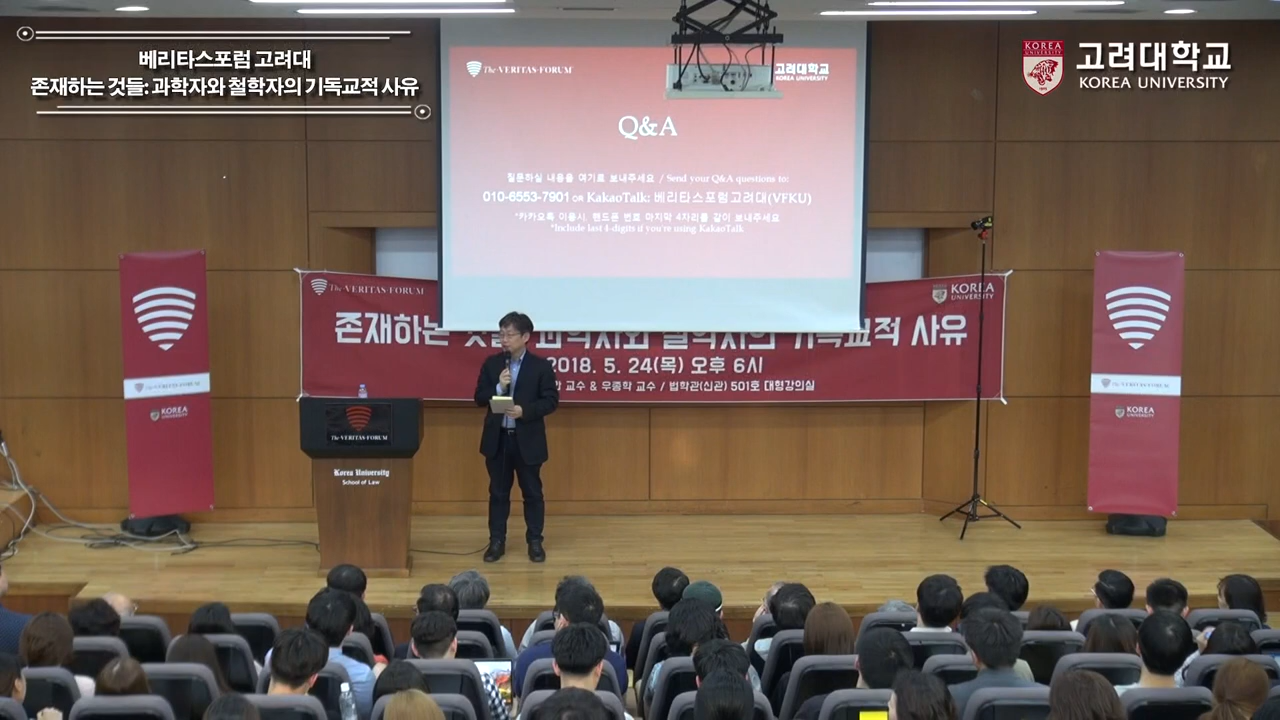 베리타스포럼 고려대
존재하는 것들: 과학자와 철학자의 기독교적 사유
KOREA
고려대학교
KOREA UNIVERSITY
The VERITAS FORUM
고려대학교
KOREA UNIVERSITY
Q&A
질문하실 내용을 여기로 보내주세요 / Send your Q&A questions to:
010-6553-7901 OR KakaoTalk: 베리타스포럼고려대(VFKU)
*카카오톡 이용시, 핸드폰 번호 마지막 4자리를 같이 보내주세요
*Include last 4-digits if you're using KakaoTalk
The VERITAS FORUM
KOREA
UNIVERSITY
존재하는 과학자와 철학자의 기독교적 사유
2018. 5. 24(목) 오후 6시
교수 & 우종학 교수 / 법학관(신관) 501호 대형강의실
The VERITAS FORUM
KOREA
UNIVERSITY
The VERITAS FORUM
KOREA
UNIVERSITY
The VERITAS FORUM
Korea University
School of Law